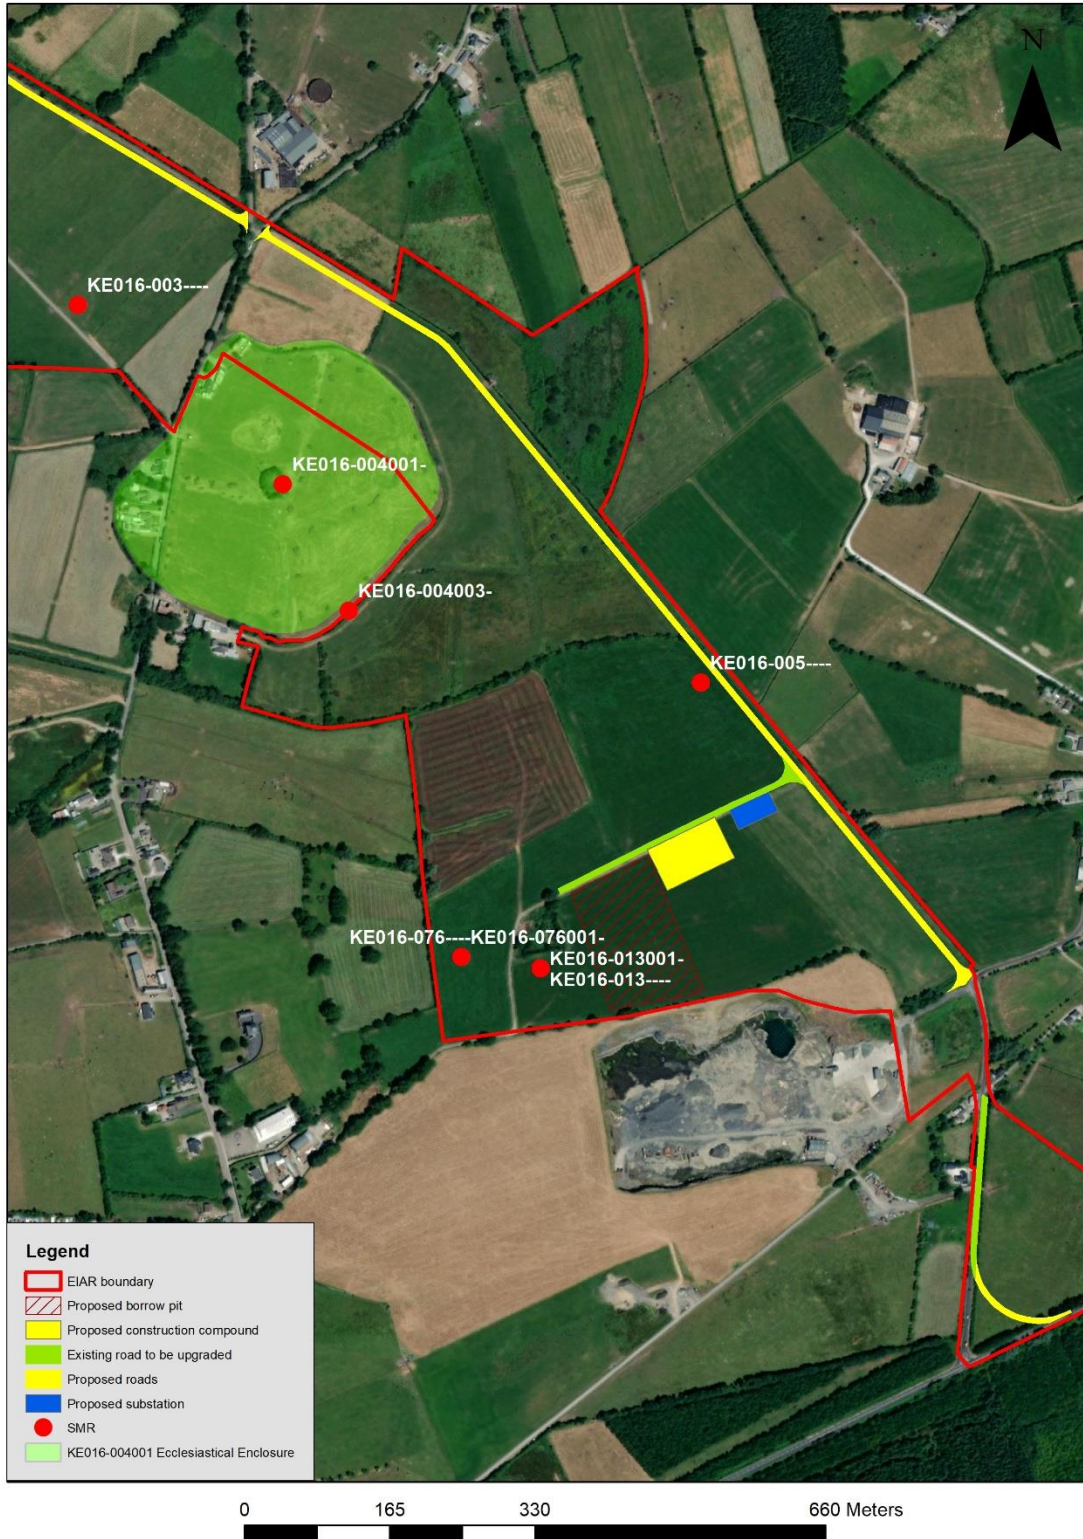 N
KE016-003----
KE016-004001-
KE016-004003-
KE016-005----
KE016-076----KE016-076001-
KE016-013001-
KE016-013----
Legend
EIAR boundary
Proposed borrow pit
Proposed construction compound
Existing road to be upgraded
Proposed roads
Proposed substation
SMR
KE016-004001 Ecclesiastical Enclosure
0 165 330 660 Meters